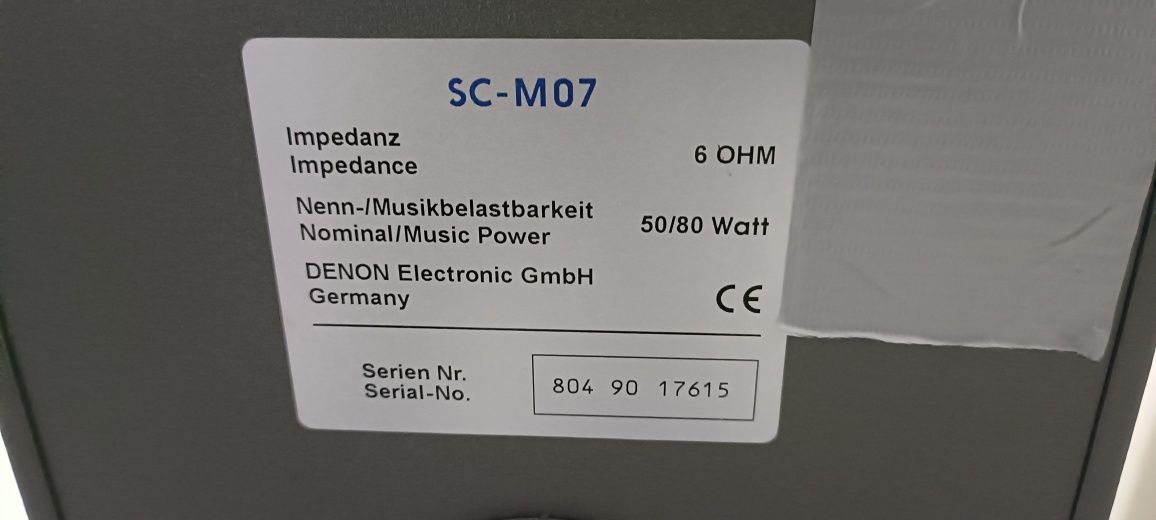 SC-M07
Impedanz
Impedance
6 OHM
Nenn-/Musikbelastbarkeit
Nominal/Music Power
50/80 Watt
DENON Electronic GmbH
Germany
CE
Serien Nr.
Serial-No.
804 90 17615